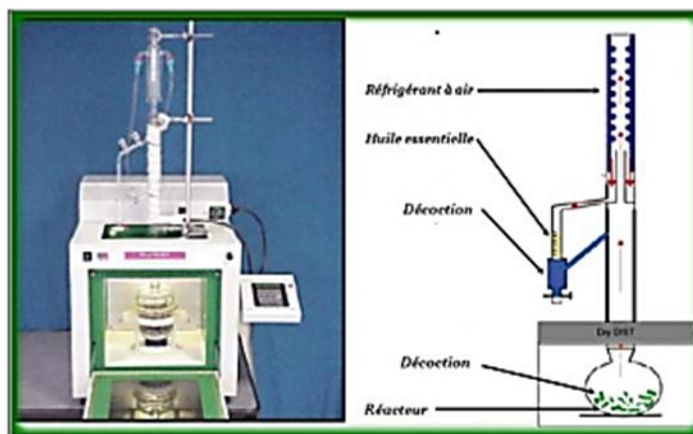 Réfrigérant à air
Huile essentielle
Décoction
Dry DIST
Décoction
Réacteur